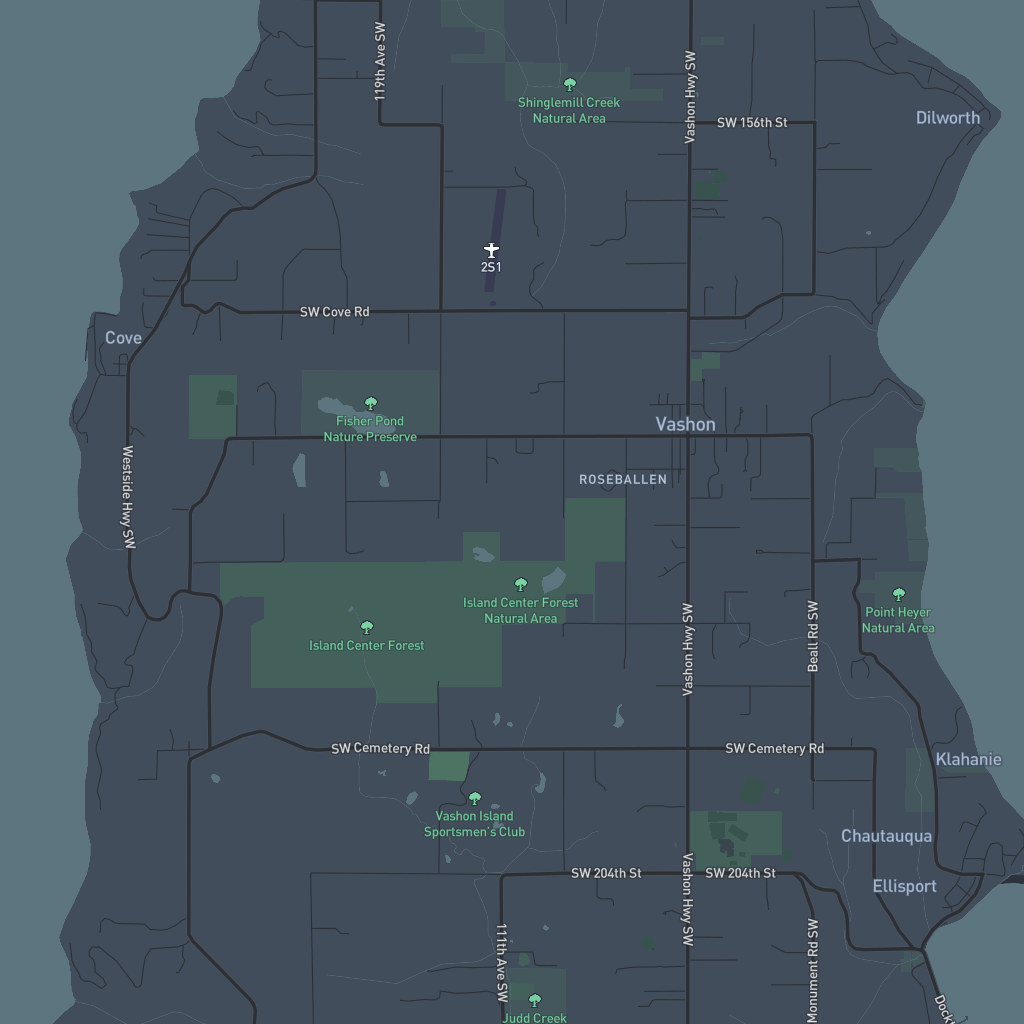 119th Ave SW
Vashon Hwy SW
Shinglemill Creek
Natural Area
SW 156th St
Dilworth
2S1
SW Cove Rd
Cove
Fisher Pond
Nature Preserve
Vashon
ROSEBALLEN
Westside Hwy SW
Island Center Forest
Natural Area
Island Center Forest
Point Heyer
Natural Area
Vashon Hwy SW
Beall Rd SW
SW Cemetery Rd
SW Cemetery Rd
Klahanie
Vashon Island
Sportsmen's Club
Chautauqua
SW 204th St
SW 204th St
Ellisport
Vashon Hwy SW
111th Ave SW
Monument Rd SW
Judd Creek